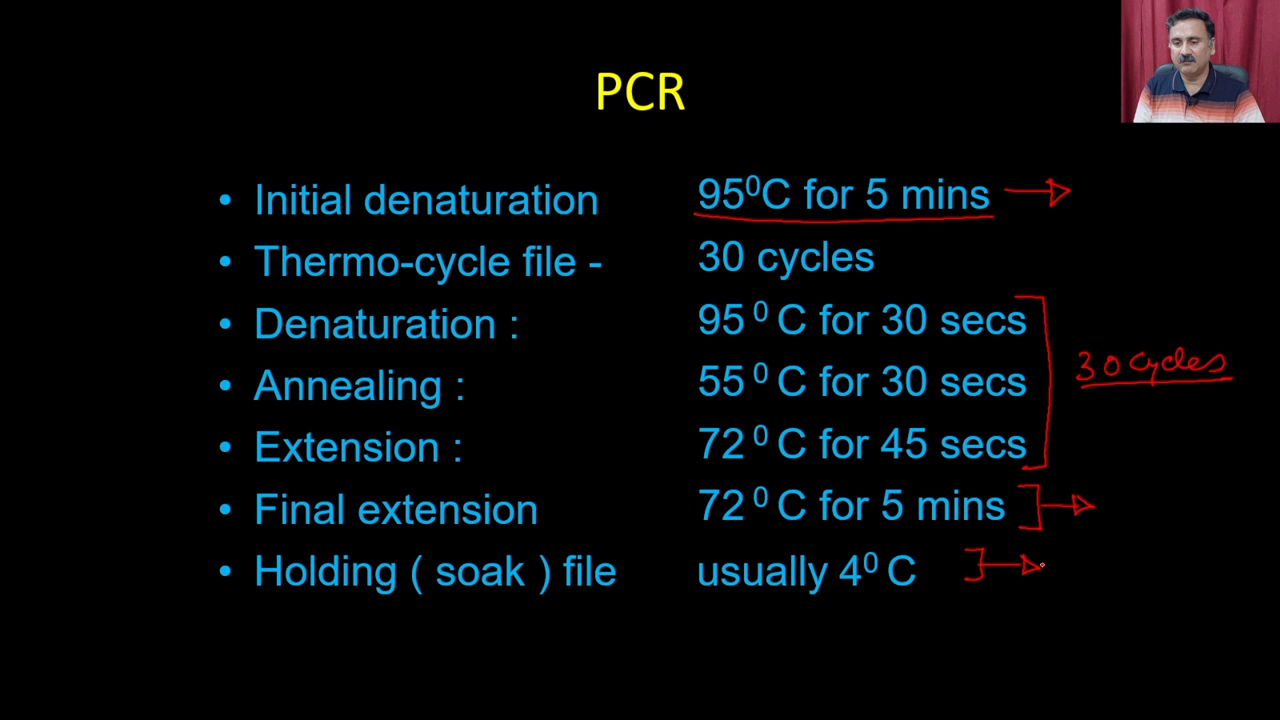 PCR
• Initial denaturation 95⁰C for 5 mins
• Thermo-cycle file - 30 cycles
• Denaturation : 95 ⁰ C for 30 secs
• Annealing : 55 ⁰ C for 30 secs
30 cycles
• Extension : 72 ⁰ C for 45 secs
• Final extension 72 ⁰ C for 5 mins
• Holding ( soak ) file usually 4⁰ C